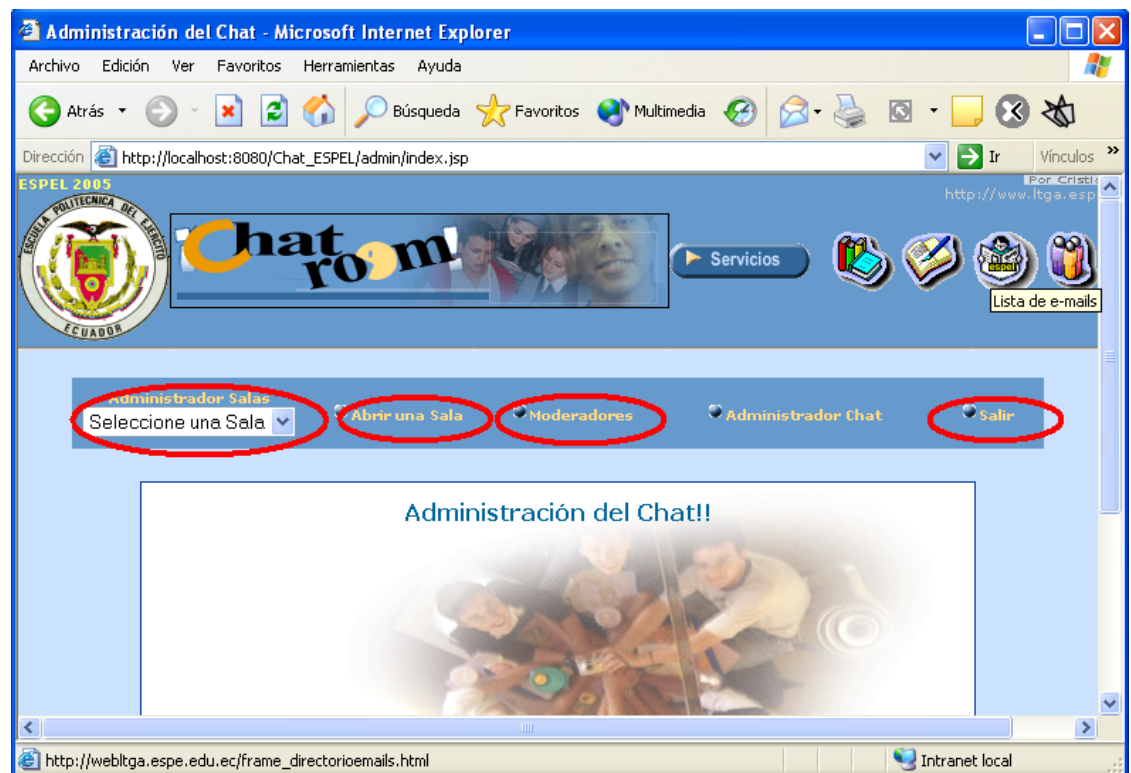 Administración del Chat - Microsoft Internet Explorer
Archivo Edición Ver Favoritos Herramientas Ayuda
Atrás Búsqueda Favoritos Multimedia
Dirección http://localhost:8080/Chat_ESPEL/admin/index.jsp Ir Vínculos »
ESPEL 2005 Por Cristi
http://www.ltga.esp
ESCUELA POLITECNICA DEL EJERCITO
ECUADOR
Chat room!
Servicios
espel
Lista de e-mails
Administrador Salas
Seleccione una Sala
Abrir una Sala Moderadores Administrador Chat Salir
Administración del Chat!!
http://webltga.espe.edu.ec/frame_directorioemails.html Intranet local